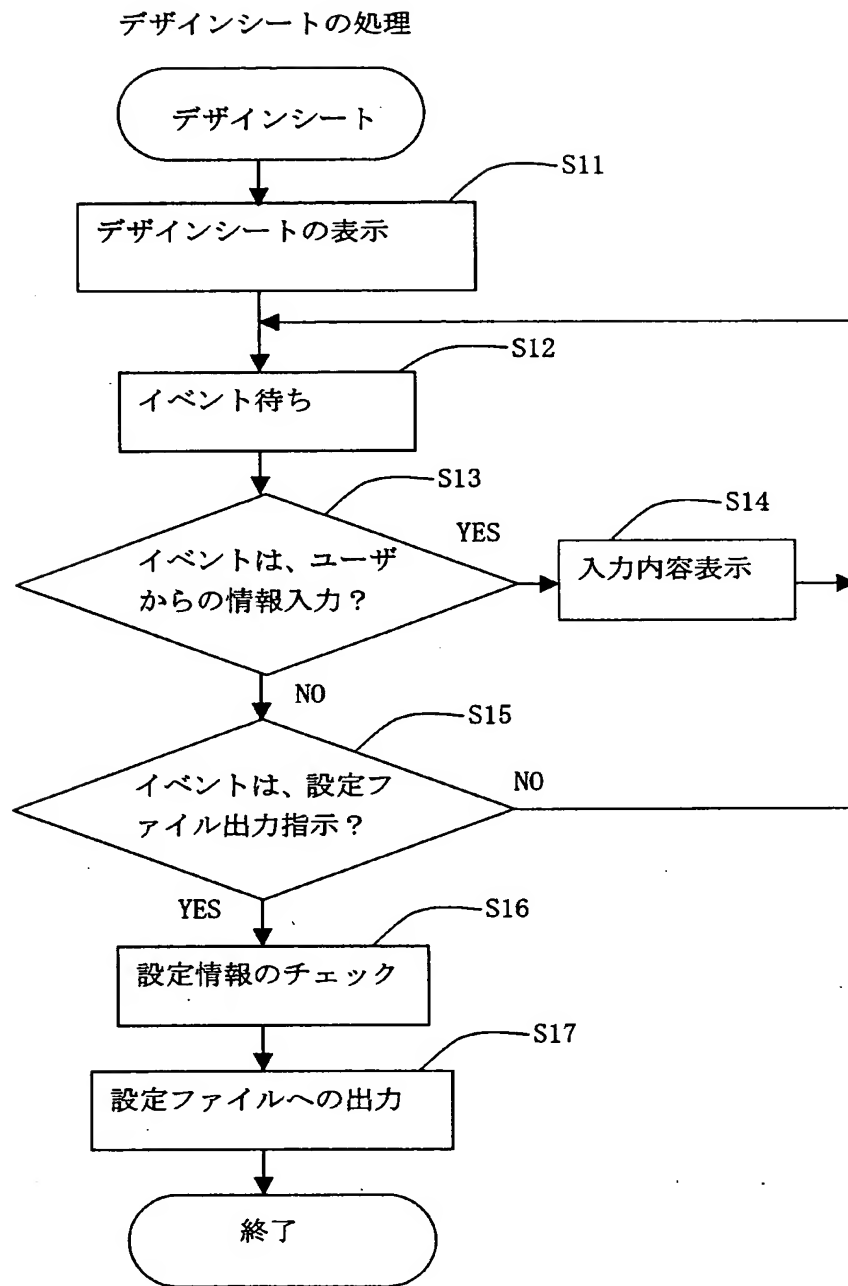 デザインシートの処理
デザインシート
S11
デザインシートの表示
S12
イベント待ち
S13
イベントは、ユーザ
からの情報入力？
YES
S14
入力内容表示
NO
S15
イベントは、設定フ
ァイル出力指示？
NO
YES
S16
設定情報のチェック
S17
設定ファイルへの出力
終了